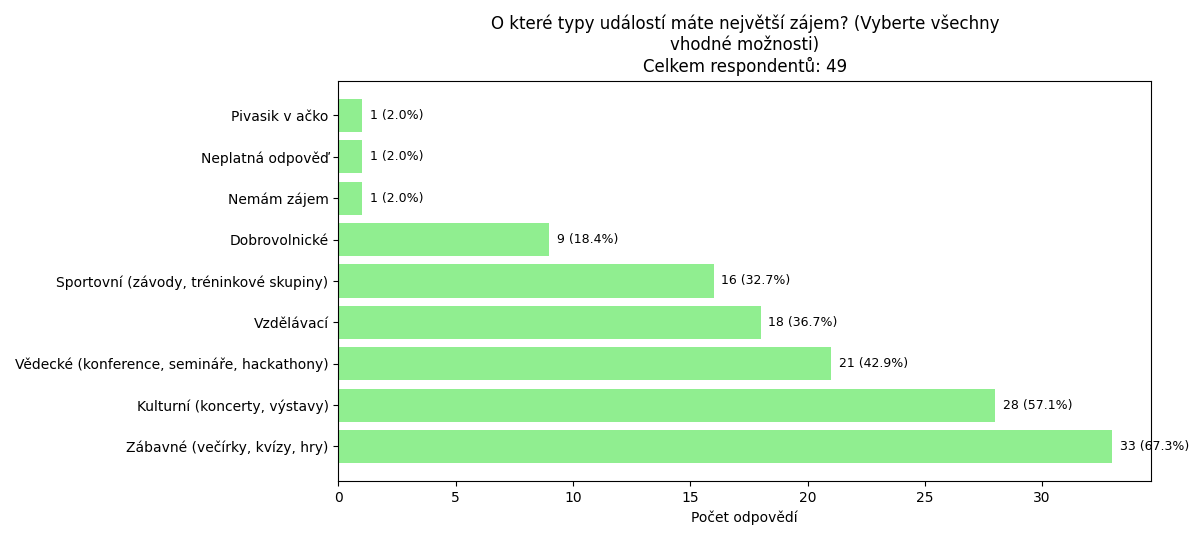 O které typy událostí máte největší zájem? (Vyberte všechny
vhodné možnosti)
Celkem respondentů: 49
Pivasik v ačko 1 (2.0%)
Neplatná odpověď 1 (2.0%)
Nemám zájem 1 (2.0%)
Dobrovolnické 9 (18.4%)
Sportovní (závody, tréninkové skupiny) 16 (32.7%)
Vzdělávací 18 (36.7%)
Vědecké (konference, semináře, hackathony) 21 (42.9%)
Kulturní (koncerty, výstavy) 28 (57.1%)
Zábavné (večírky, kvízy, hry) 33 (67.3%)
0 5 10 15 20 25 30
Počet odpovědí